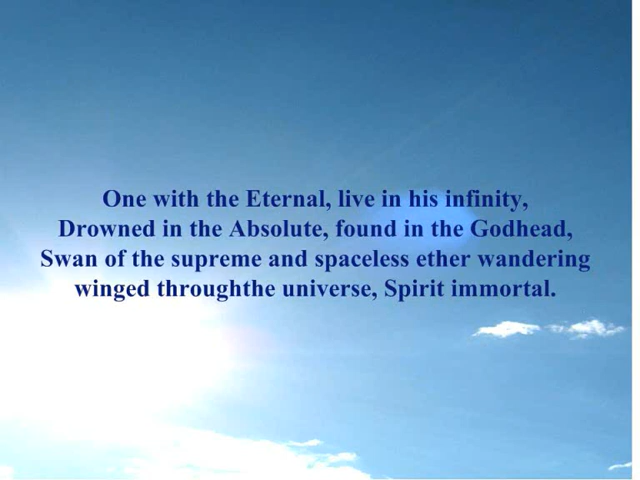 One with the Eternal, live in his infinity,
Drowned in the Absolute, found in the Godhead,
Swan of the supreme and spaceless ether wandering
winged throughthe universe, Spirit immortal.